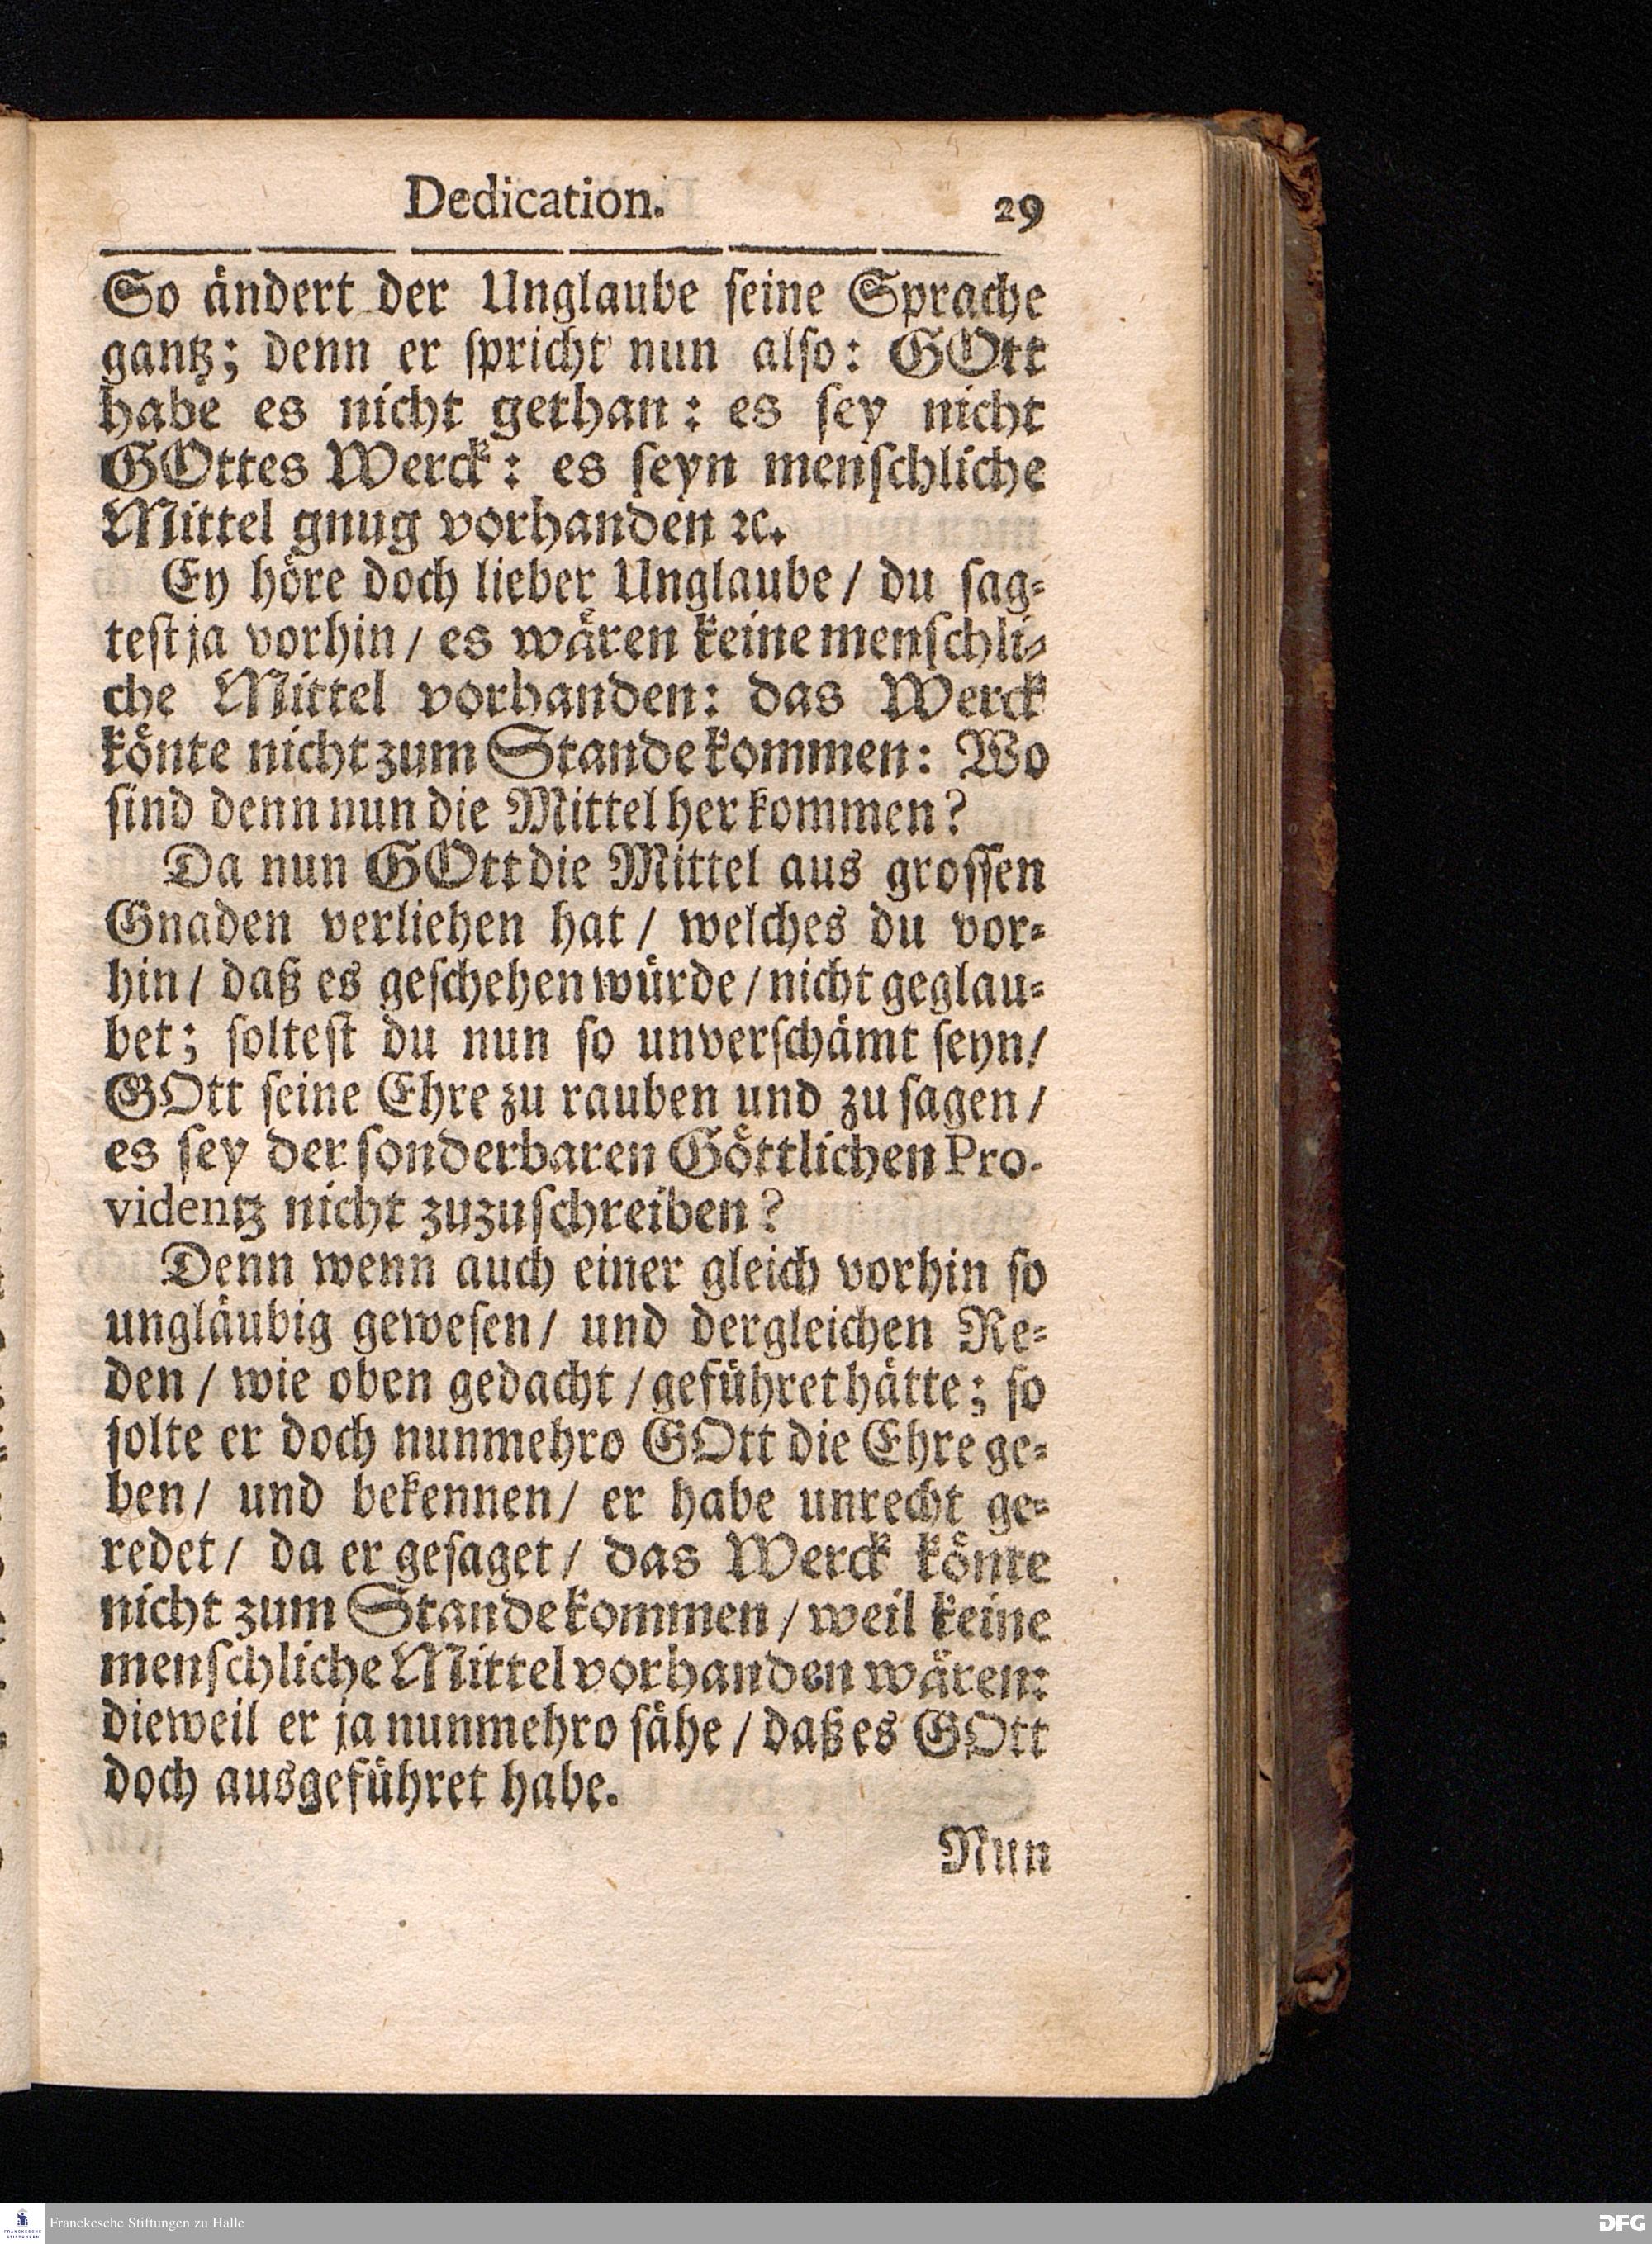 Dedication. 29
So ändert der Unglaube ſeine Sprache
gantz; denn er ſpricht nun alſo: GOtt
habe es nicht gethan: es ſey nicht
GOttes Werck: es ſeyn menſchliche
Mittel gnug vorhanden ꝛc.
Ey höre doch lieber Unglaube / du ſag⸗
teſt ja vorhin / es wären keine menſchli⸗
che Mittel vorhanden: das Werck
könte nicht zum Stande kommen: Wo
ſind denn nun die Mittel her kommen?
Da nun GOtt die Mittel aus groſſen
Gnaden verliehen hat / welches du vor⸗
hin / daß es geſchehen würde / nicht geglau⸗
bet; ſolteſt du nun ſo unverſchämt ſeyn /
GOtt ſeine Ehre zu rauben und zu ſagen /
es ſey der ſonderbaren Göttlichen Pro-
videntz nicht zuzuſchreiben?
Denn wenn auch einer gleich vorhin ſo
ungläubig geweſen / und dergleichen Re⸗
den / wie oben gedacht / geführet hätte; ſo
ſolte er doch nunmehro GOtt die Ehre ge⸗
ben / und bekennen / er habe unrecht ge⸗
redet / da er geſaget / das Werck könte
nicht zum Stande kommen / weil keine
menſchliche Mittel vorhanden wären:
dieweil er ja nunmehro ſähe / daß es GOtt
doch ausgeführet habe.
Nun
FRANCKESCHE
STIFTUNGEN
Franckesche Stiftungen zu Halle
DFG